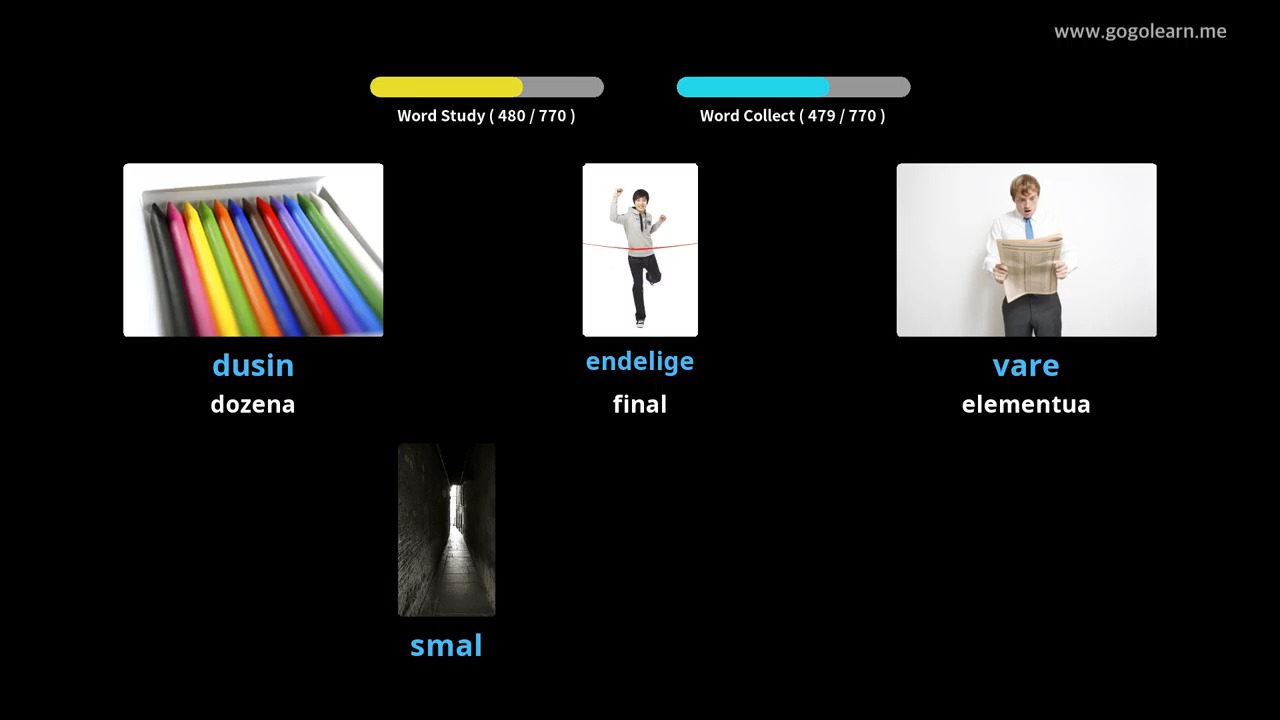 www.gogolearn.me
Word Study ( 480 / 770 )
Word Collect ( 479 / 770 )
dusin
endelige
vare
dozena
final
elementua
smal